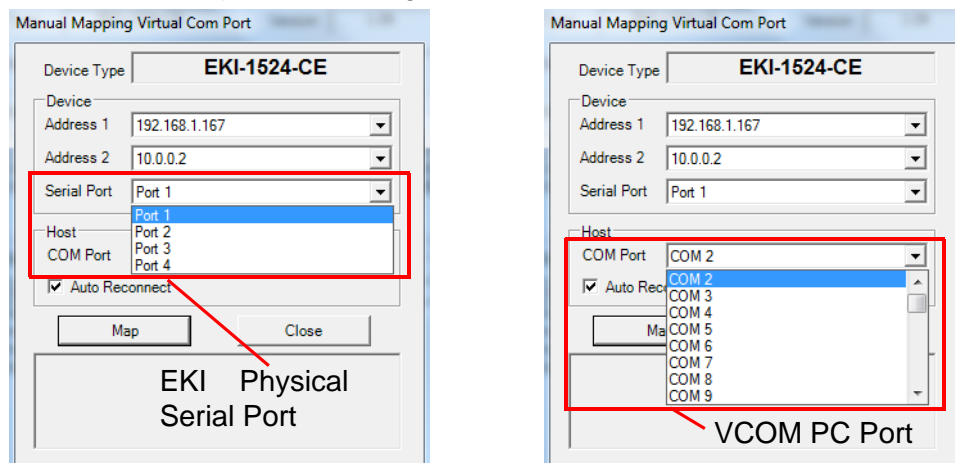 Manual Mapping Virtual Com Port
Device Type EKI-1524-CE
Device
Address 1 192.168.1.167
Address 2 10.0.0.2
Serial Port Port 1
Port 1
Port 2
Host
Port 3
COM Port
Port 4
Auto Reconnect
Map Close
EKI Physical
Serial Port
Manual Mapping Virtual Com Port
Device Type EKI-1524-CE
Device
Address 1 192.168.1.167
Address 2 10.0.0.2
Serial Port Port 1
Host
COM Port COM 2
COM 2
Auto
COM 3
COM 4
COM 5
COM 6
COM 7
COM 8
COM 9
VCOM PC Port